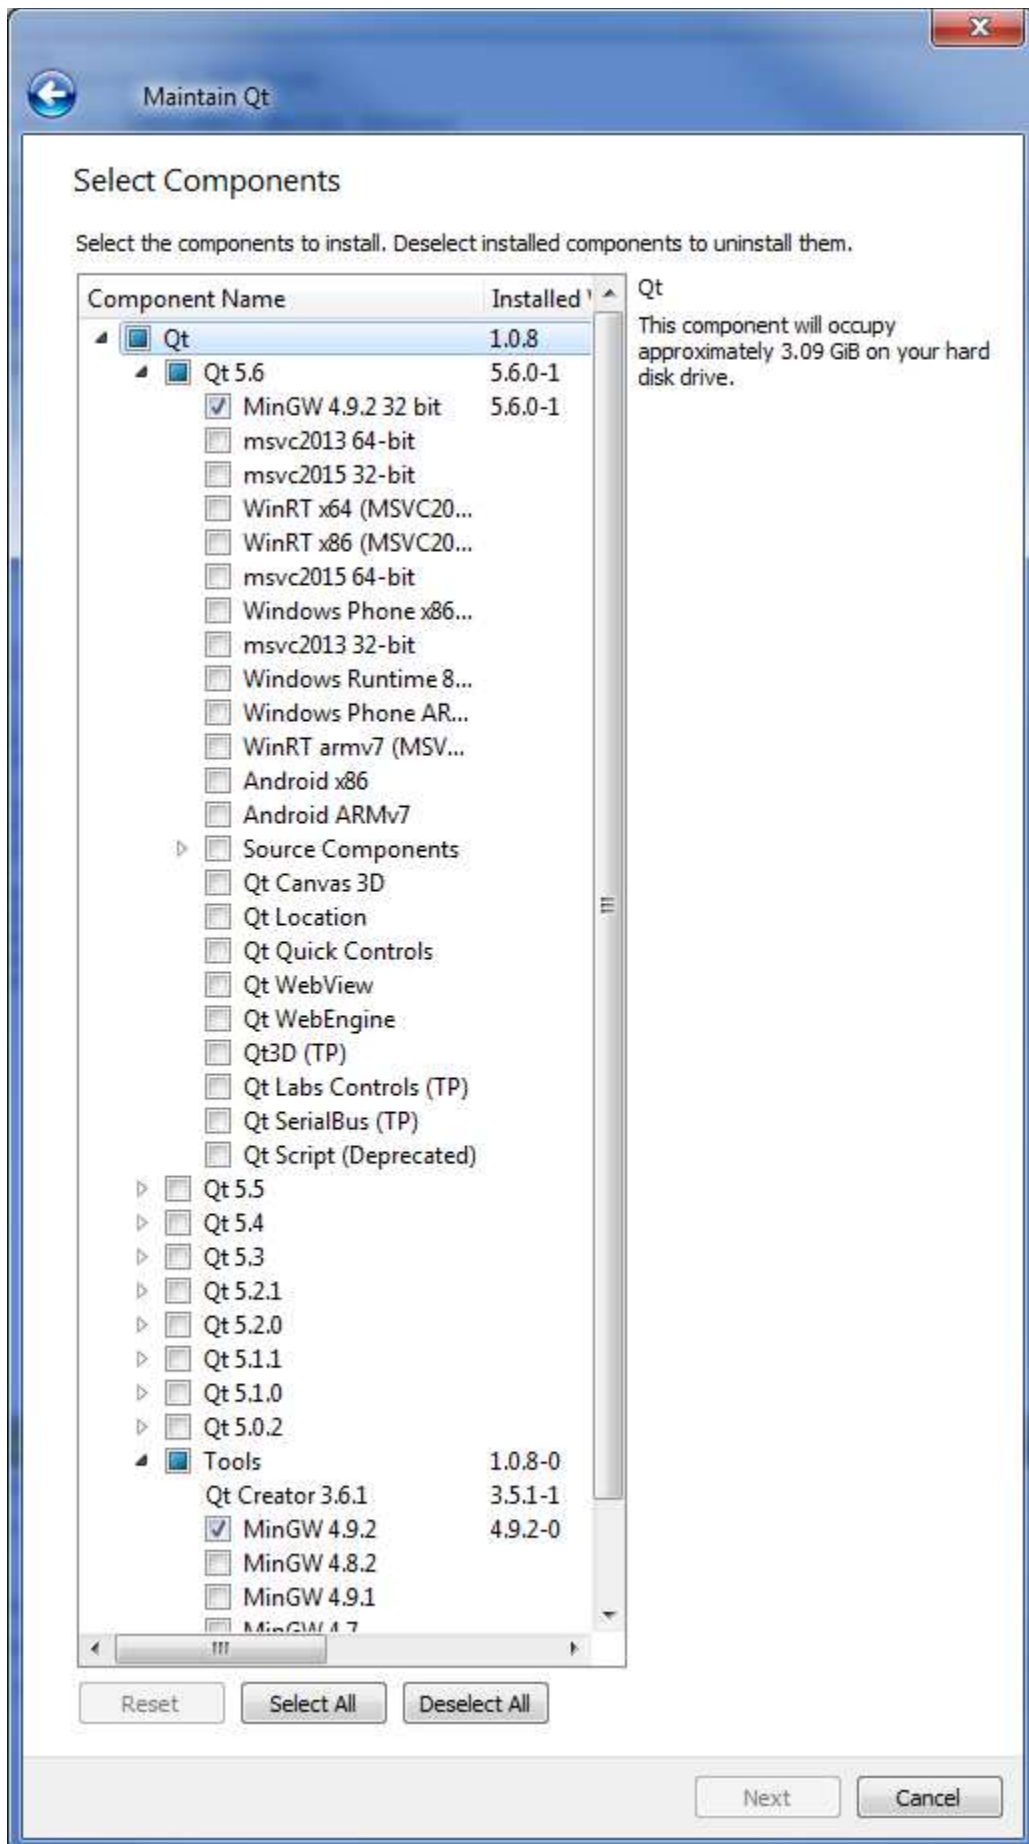 Maintain Qt
Select Components
Select the components to install. Deselect installed components to uninstall them.
Component Name Installed
Qt 1.0.8
Qt 5.6 5.6.0-1
MinGW 4.9.2 32 bit 5.6.0-1
msvc2013 64-bit
msvc2015 32-bit
WinRT x64 (MSVC20...
WinRT x86 (MSVC20...
msvc2015 64-bit
Windows Phone x86...
msvc2013 32-bit
Windows Runtime 8...
Windows Phone AR...
WinRT armv7 (MSV...
Android x86
Android ARMv7
Source Components
Qt Canvas 3D
Qt Location
Qt Quick Controls
Qt WebView
Qt WebEngine
Qt3D (TP)
Qt Labs Controls (TP)
Qt SerialBus (TP)
Qt Script (Deprecated)
Qt 5.5
Qt 5.4
Qt 5.3
Qt 5.2.1
Qt 5.2.0
Qt 5.1.1
Qt 5.1.0
Qt 5.0.2
Tools 1.0.8-0
Qt Creator 3.6.1 3.5.1-1
MinGW 4.9.2 4.9.2-0
MinGW 4.8.2
MinGW 4.9.1
MinGW 4.7
Qt
This component will occupy
approximately 3.09 GiB on your hard
disk drive.
Reset Select All Deselect All
Next Cancel